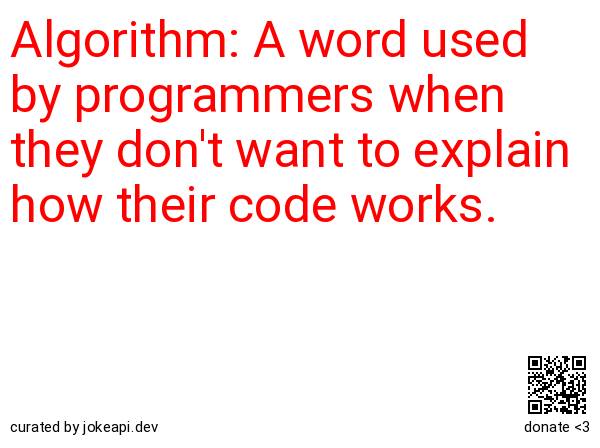 Algorithm: A word used
by programmers when
they don't want to explain
how their code works.
curated by jokeapi.dev
donate <3